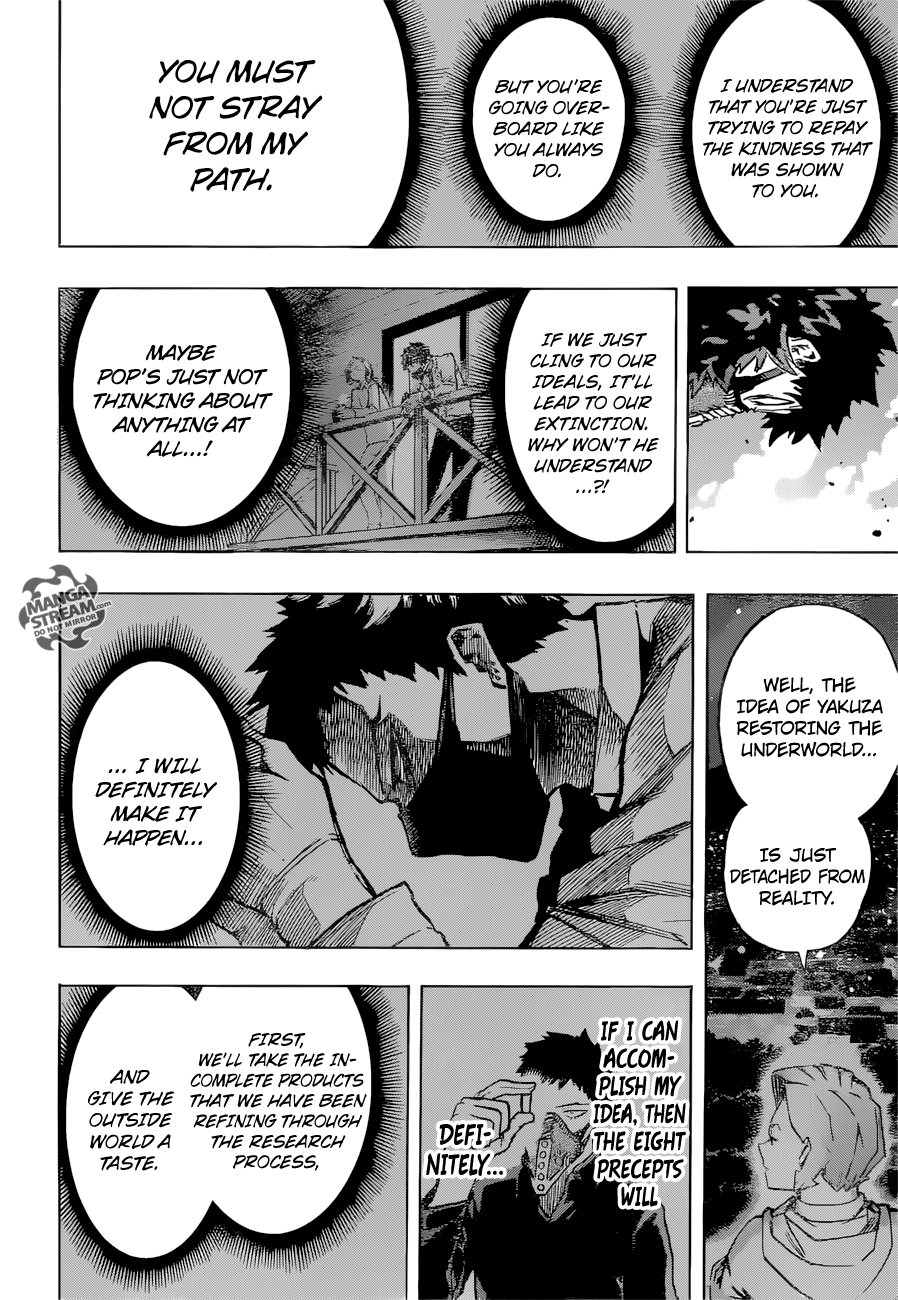 I UNDERSTAND
THAT YOU'RE JUST
TRYING TO REPAY
THE KINDNESS THAT
WAS SHOWN
TO YOU.
BUT YOU'RE
GOING OVER-
BOARD LIKE
YOU ALWAYS
DO.
YOU MUST
NOT STRAY
FROM MY
PATH.
IF WE JUST
CLING TO OUR
IDEALS, IT'LL
LEAD TO OUR
EXTINCTION.
WHY WON'T HE
UNDERSTAND
...?!
MAYBE
POP'S JUST NOT
THINKING ABOUT
ANYTHING AT
ALL...!
WELL, THE
IDEA OF YAKUZA
RESTORING THE
UNDERWORLD...
IS JUST
DETACHED FROM
REALITY.
... I WILL
DEFINITELY
MAKE IT
HAPPEN...
IF I CAN
ACCOM-
PLISH MY
IDEA, THEN
THE EIGHT
PRECEPTS
WILL
DEFI-
NITELY...
FIRST,
WE'LL TAKE THE IN-
COMPLETE PRODUCTS
THAT WE HAVE BEEN
REFINING THROUGH
THE RESEARCH
PROCESS,
AND
GIVE THE
OUTSIDE
WORLD A
TASTE.
MANGA
STREAM.com
DO NOT MIRROR